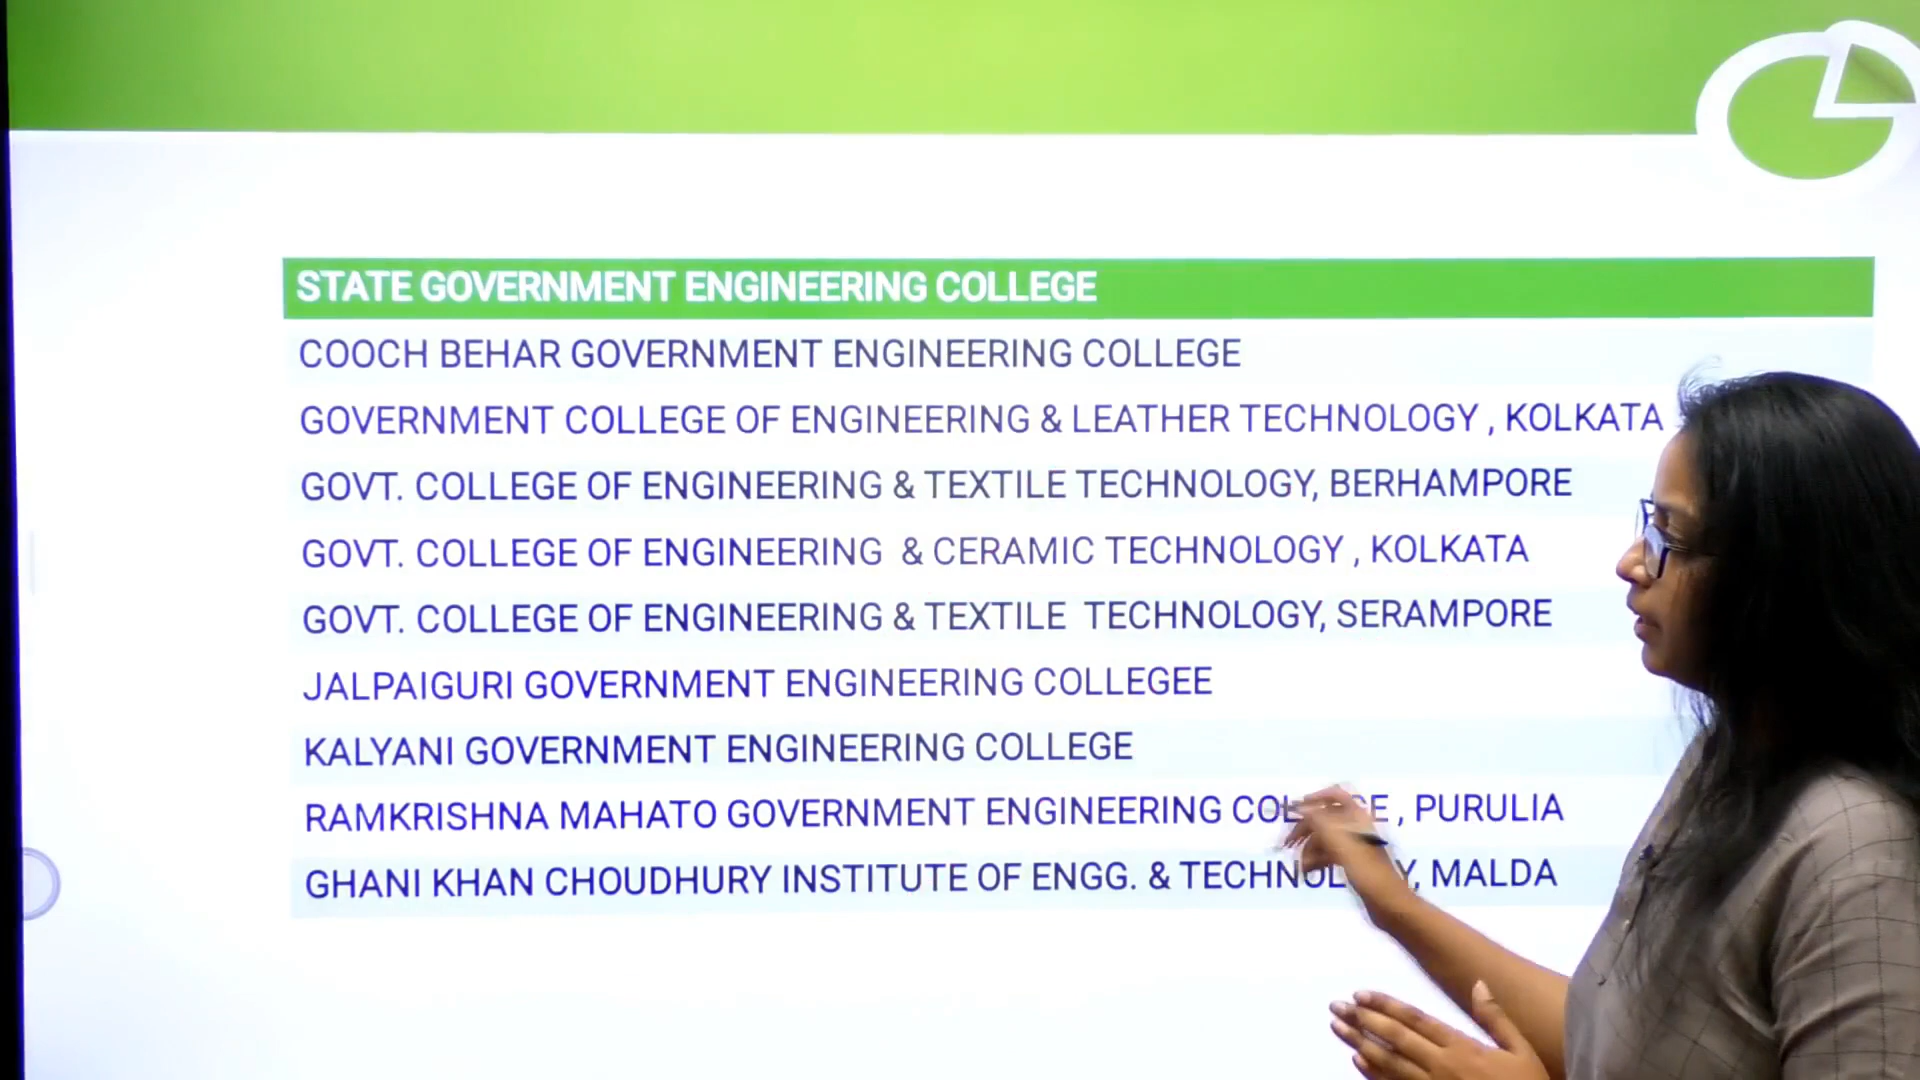 STATE GOVERNMENT ENGINEERING COLLEGE
COOCH BEHAR GOVERNMENT ENGINEERING COLLEGE
GOVERNMENT COLLEGE OF ENGINEERING & LEATHER TECHNOLOGY , KOLKATA
GOVT. COLLEGE OF ENGINEERING & TEXTILE TECHNOLOGY, BERHAMPORE
GOVT. COLLEGE OF ENGINEERING & CERAMIC TECHNOLOGY , KOLKATA
GOVT. COLLEGE OF ENGINEERING & TEXTILE TECHNOLOGY, SERAMPORE
JALPAIGURI GOVERNMENT ENGINEERING COLLEGEE
KALYANI GOVERNMENT ENGINEERING COLLEGE
RAMKRISHNA MAHATO GOVERNMENT ENGINEERING COLLEGE , PURULIA
GHANI KHAN CHOUDHURY INSTITUTE OF ENGG. & TECHNOLOGY, MALDA